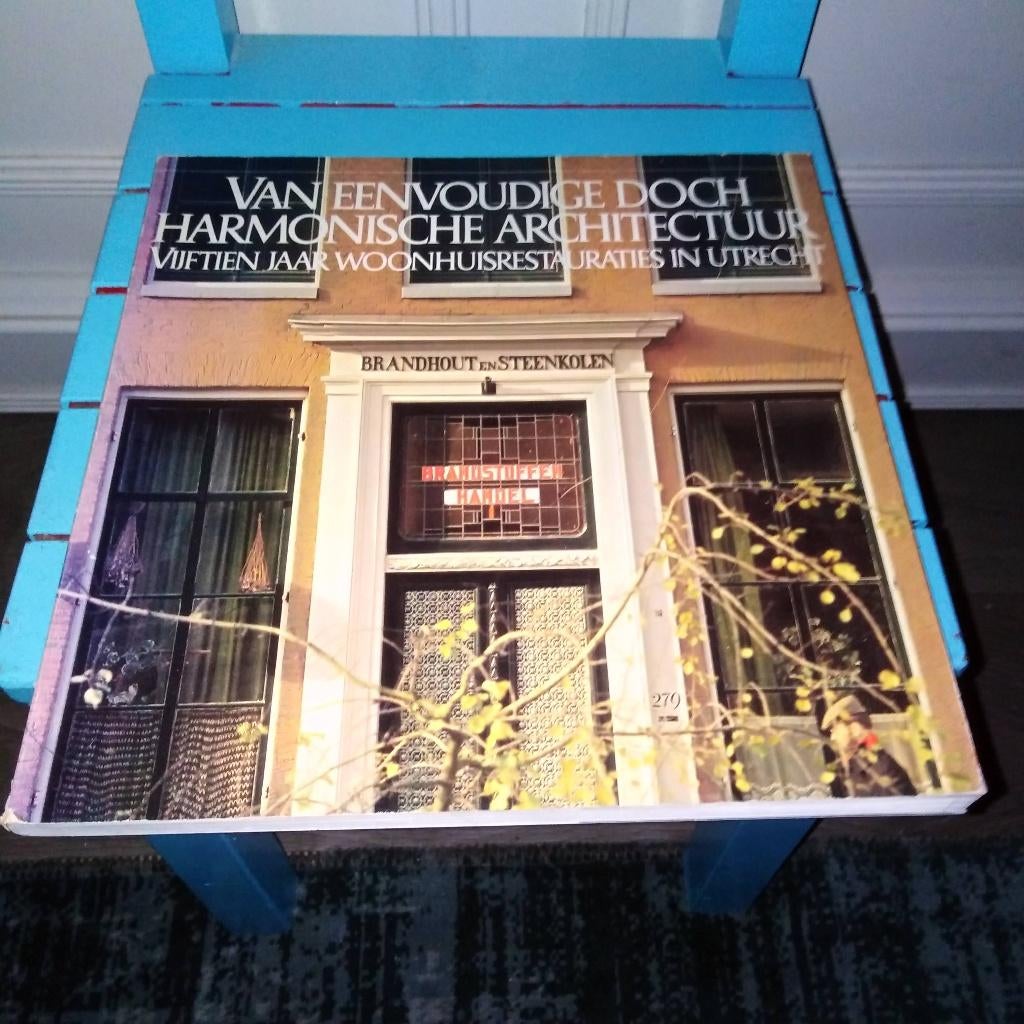 VAN EENVOUDIGE DOCH
HARMONISCHE ARCHITECTUUR
VIJFTIEN JAAR WOONHUISRESTAURATIES IN UTRECHT
BRANDHOUT EN STEENKOLEN
BRANDSTOFFEN
HANDEL
279